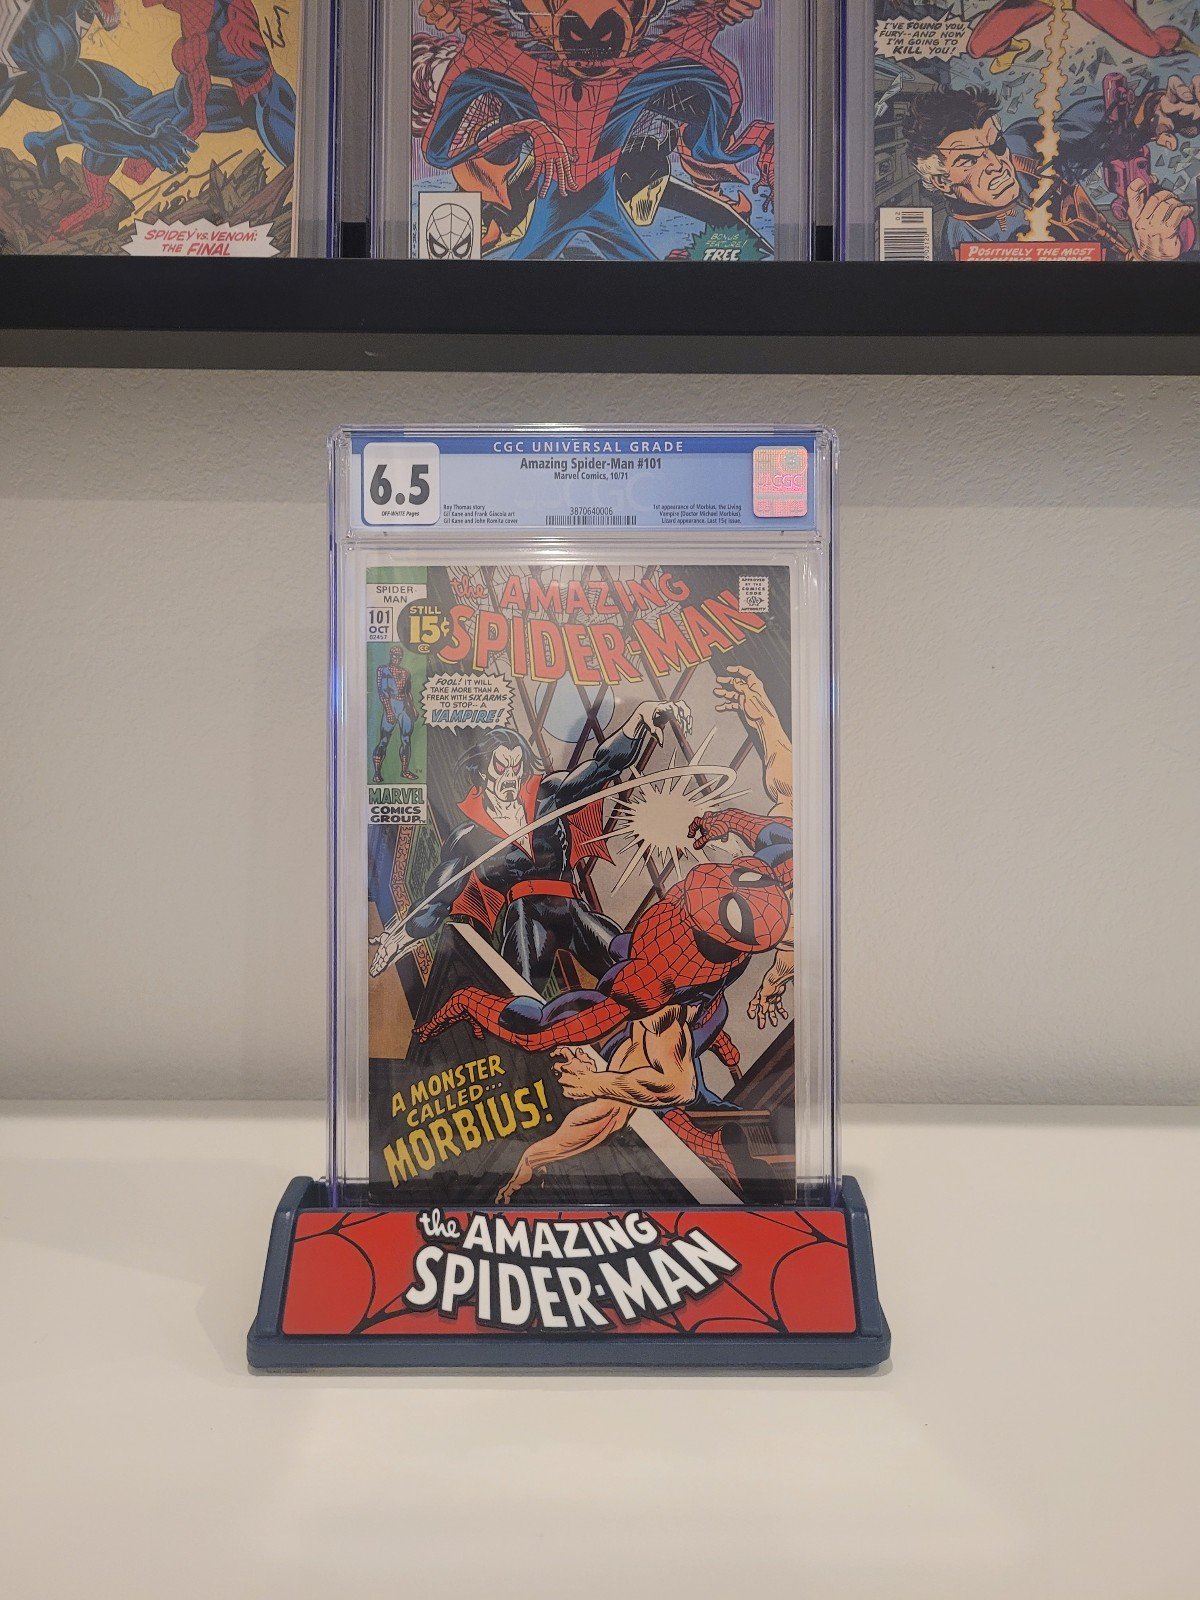 I'VE FOUND YOU,
FURY--AND NOW
I'M GOING TO
KILL YOU!
SPIDEY VS. VENOM:
THE FINAL
BONUS
FEATURE!
FREE
POSITIVELY THE MOST
CGC UNIVERSAL GRADE
6.5
OFF-WHITE Pages
Amazing Spider-Man #101
Marvel Comics, 10/71
Roy Thomas story
Gil Kane and Frank Giacoia art
Gil Kane and John Romita cover
3870640006
1st appearance of Morbius, the Living
Vampire (Doctor Michael Morbius).
Lizard appearance. Last 15¢ issue.
CGC
SPIDER-
MAN
101
OCT
02457
STILL
15¢
CC
the AMAZING
SPIDER-MAN
APPROVED
BY THE
COMICS
CODE
AUTHORITY
FOOL! IT WILL
TAKE MORE THAN A
FREAK WITH SIX ARMS
TO STOP--A
VAMPIRE!
MARVEL
COMICS
GROUP
A MONSTER
CALLED...
MORBIUS!
the AMAZING
SPIDER-MAN